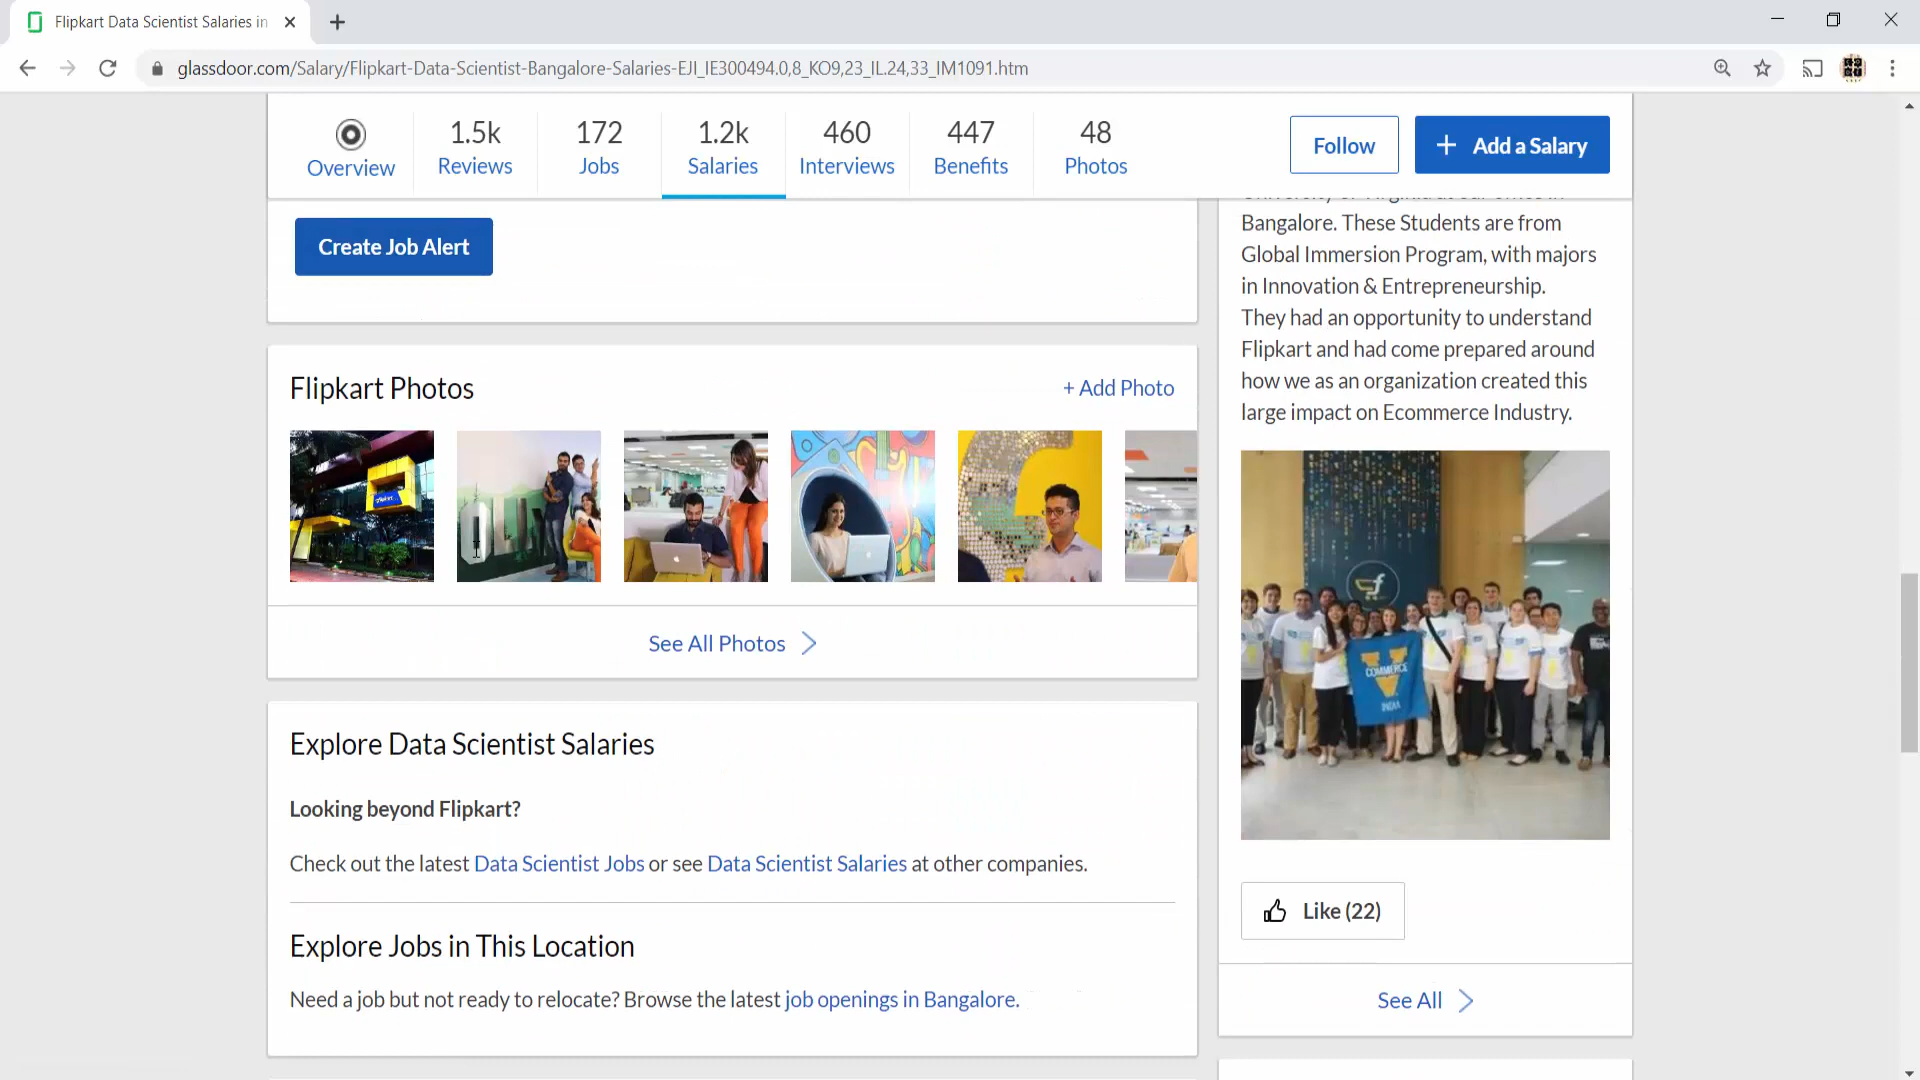 Flipkart Data Scientist Salaries in
glassdoor.com/Salary/Flipkart-Data-Scientist-Bangalore-Salaries-EJI_IE300494.0,8_KO9,23_IL.24,33_IM1091.htm
Overview
1.5k
Reviews
172
Jobs
1.2k
Salaries
460
Interviews
447
Benefits
48
Photos
Follow
+ Add a Salary
Create Job Alert
Flipkart Photos
+ Add Photo
See All Photos
Explore Data Scientist Salaries
Looking beyond Flipkart?
Check out the latest Data Scientist Jobs or see Data Scientist Salaries at other companies.
Explore Jobs in This Location
Need a job but not ready to relocate? Browse the latest job openings in Bangalore.
Bangalore. These Students are from
Global Immersion Program, with majors
in Innovation & Entrepreneurship.
They had an opportunity to understand
Flipkart and had come prepared around
how we as an organization created this
large impact on Ecommerce Industry.
COMMERCE
V
INDIA
Like (22)
See All